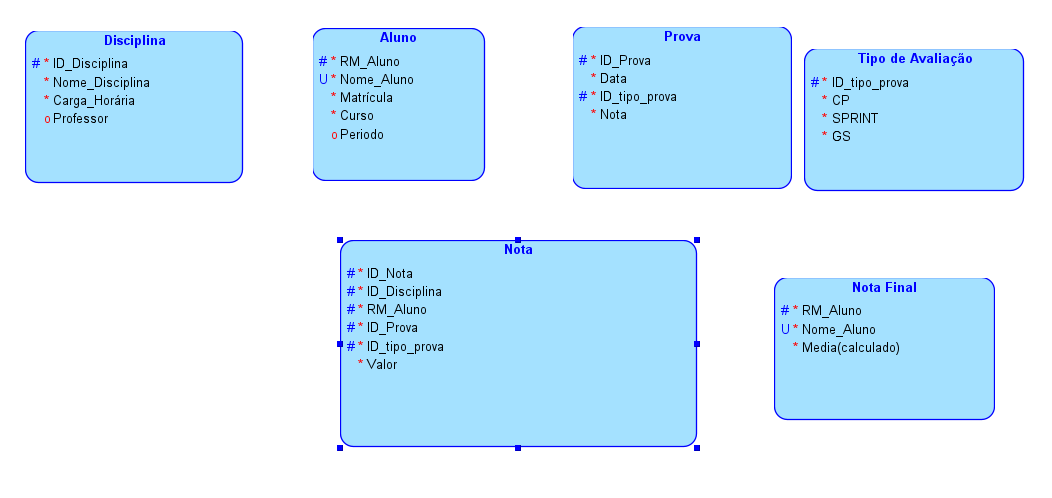 Disciplina
# * ID_Disciplina
* Nome_Disciplina
* Carga_Horária
o Professor
Aluno
# * RM_Aluno
U * Nome_Aluno
* Matrícula
* Curso
o Periodo
Prova
# * ID_Prova
* Data
# * ID_tipo_prova
* Nota
Tipo de Avaliação
# * ID_tipo_prova
* CP
* SPRINT
* GS
Nota
# * ID_Nota
# * ID_Disciplina
# * RM_Aluno
# * ID_Prova
# * ID_tipo_prova
* Valor
Nota Final
# * RM_Aluno
U * Nome_Aluno
* Media(calculado)